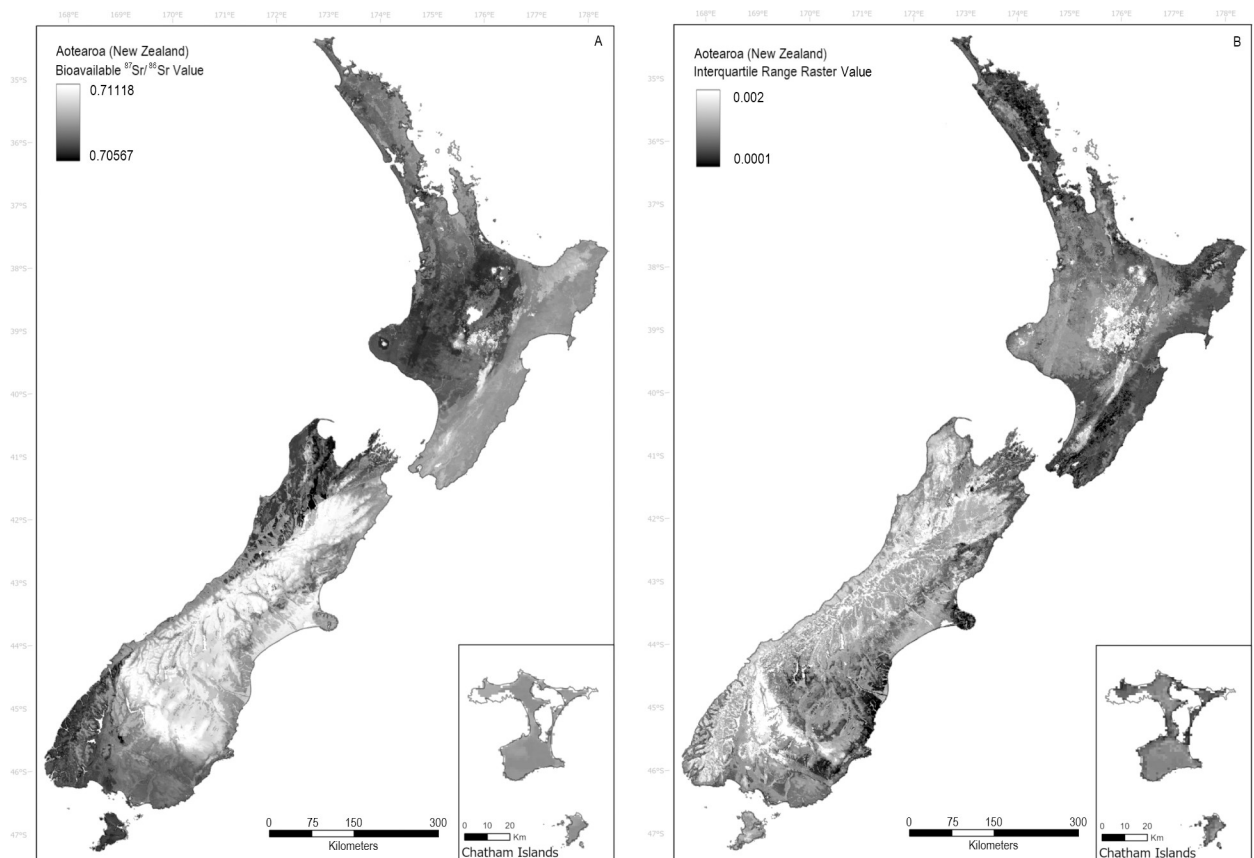 168°E 169°E 170°E 171°E 172°E 173°E 174°E 175°E 176°E 177°E 178°E
A
Aotearoa (New Zealand)
Bioavailable ⁸⁷Sr/⁸⁶Sr Value
0.71118
0.70567
35°S
36°S
37°S
38°S
39°S
40°S
41°S
42°S
43°S
44°S
45°S
46°S
47°S
0 75 150 300
Kilometers
0 10 20
Km
Chatham Islands
168°E 169°E 170°E 171°E 172°E 173°E 174°E 175°E 176°E 177°E 178°E
B
Aotearoa (New Zealand)
Interquartile Range Raster Value
0.002
0.0001
35°S
36°S
37°S
38°S
39°S
40°S
41°S
42°S
43°S
44°S
45°S
46°S
47°S
0 75 150 300
Kilometers
0 10 20
Km
Chatham Islands